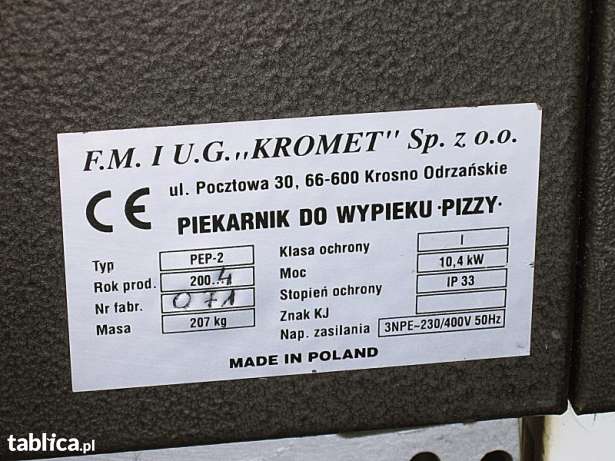 F.M. I U.G. „KROMET" Sp. z o.o.
ul. Pocztowa 30, 66-600 Krosno Odrzańskie
CE PIEKARNIK DO WYPIEKU ·PIZZY·
Typ PEP-2
Rok prod. 2004
Nr fabr. 071
Masa 207 kg
Klasa ochrony I
Moc 10,4 kW
Stopień ochrony IP 33
Znak KJ
Nap. zasilania 3NPE~230/400V 50Hz
MADE IN POLAND
tablica.pl